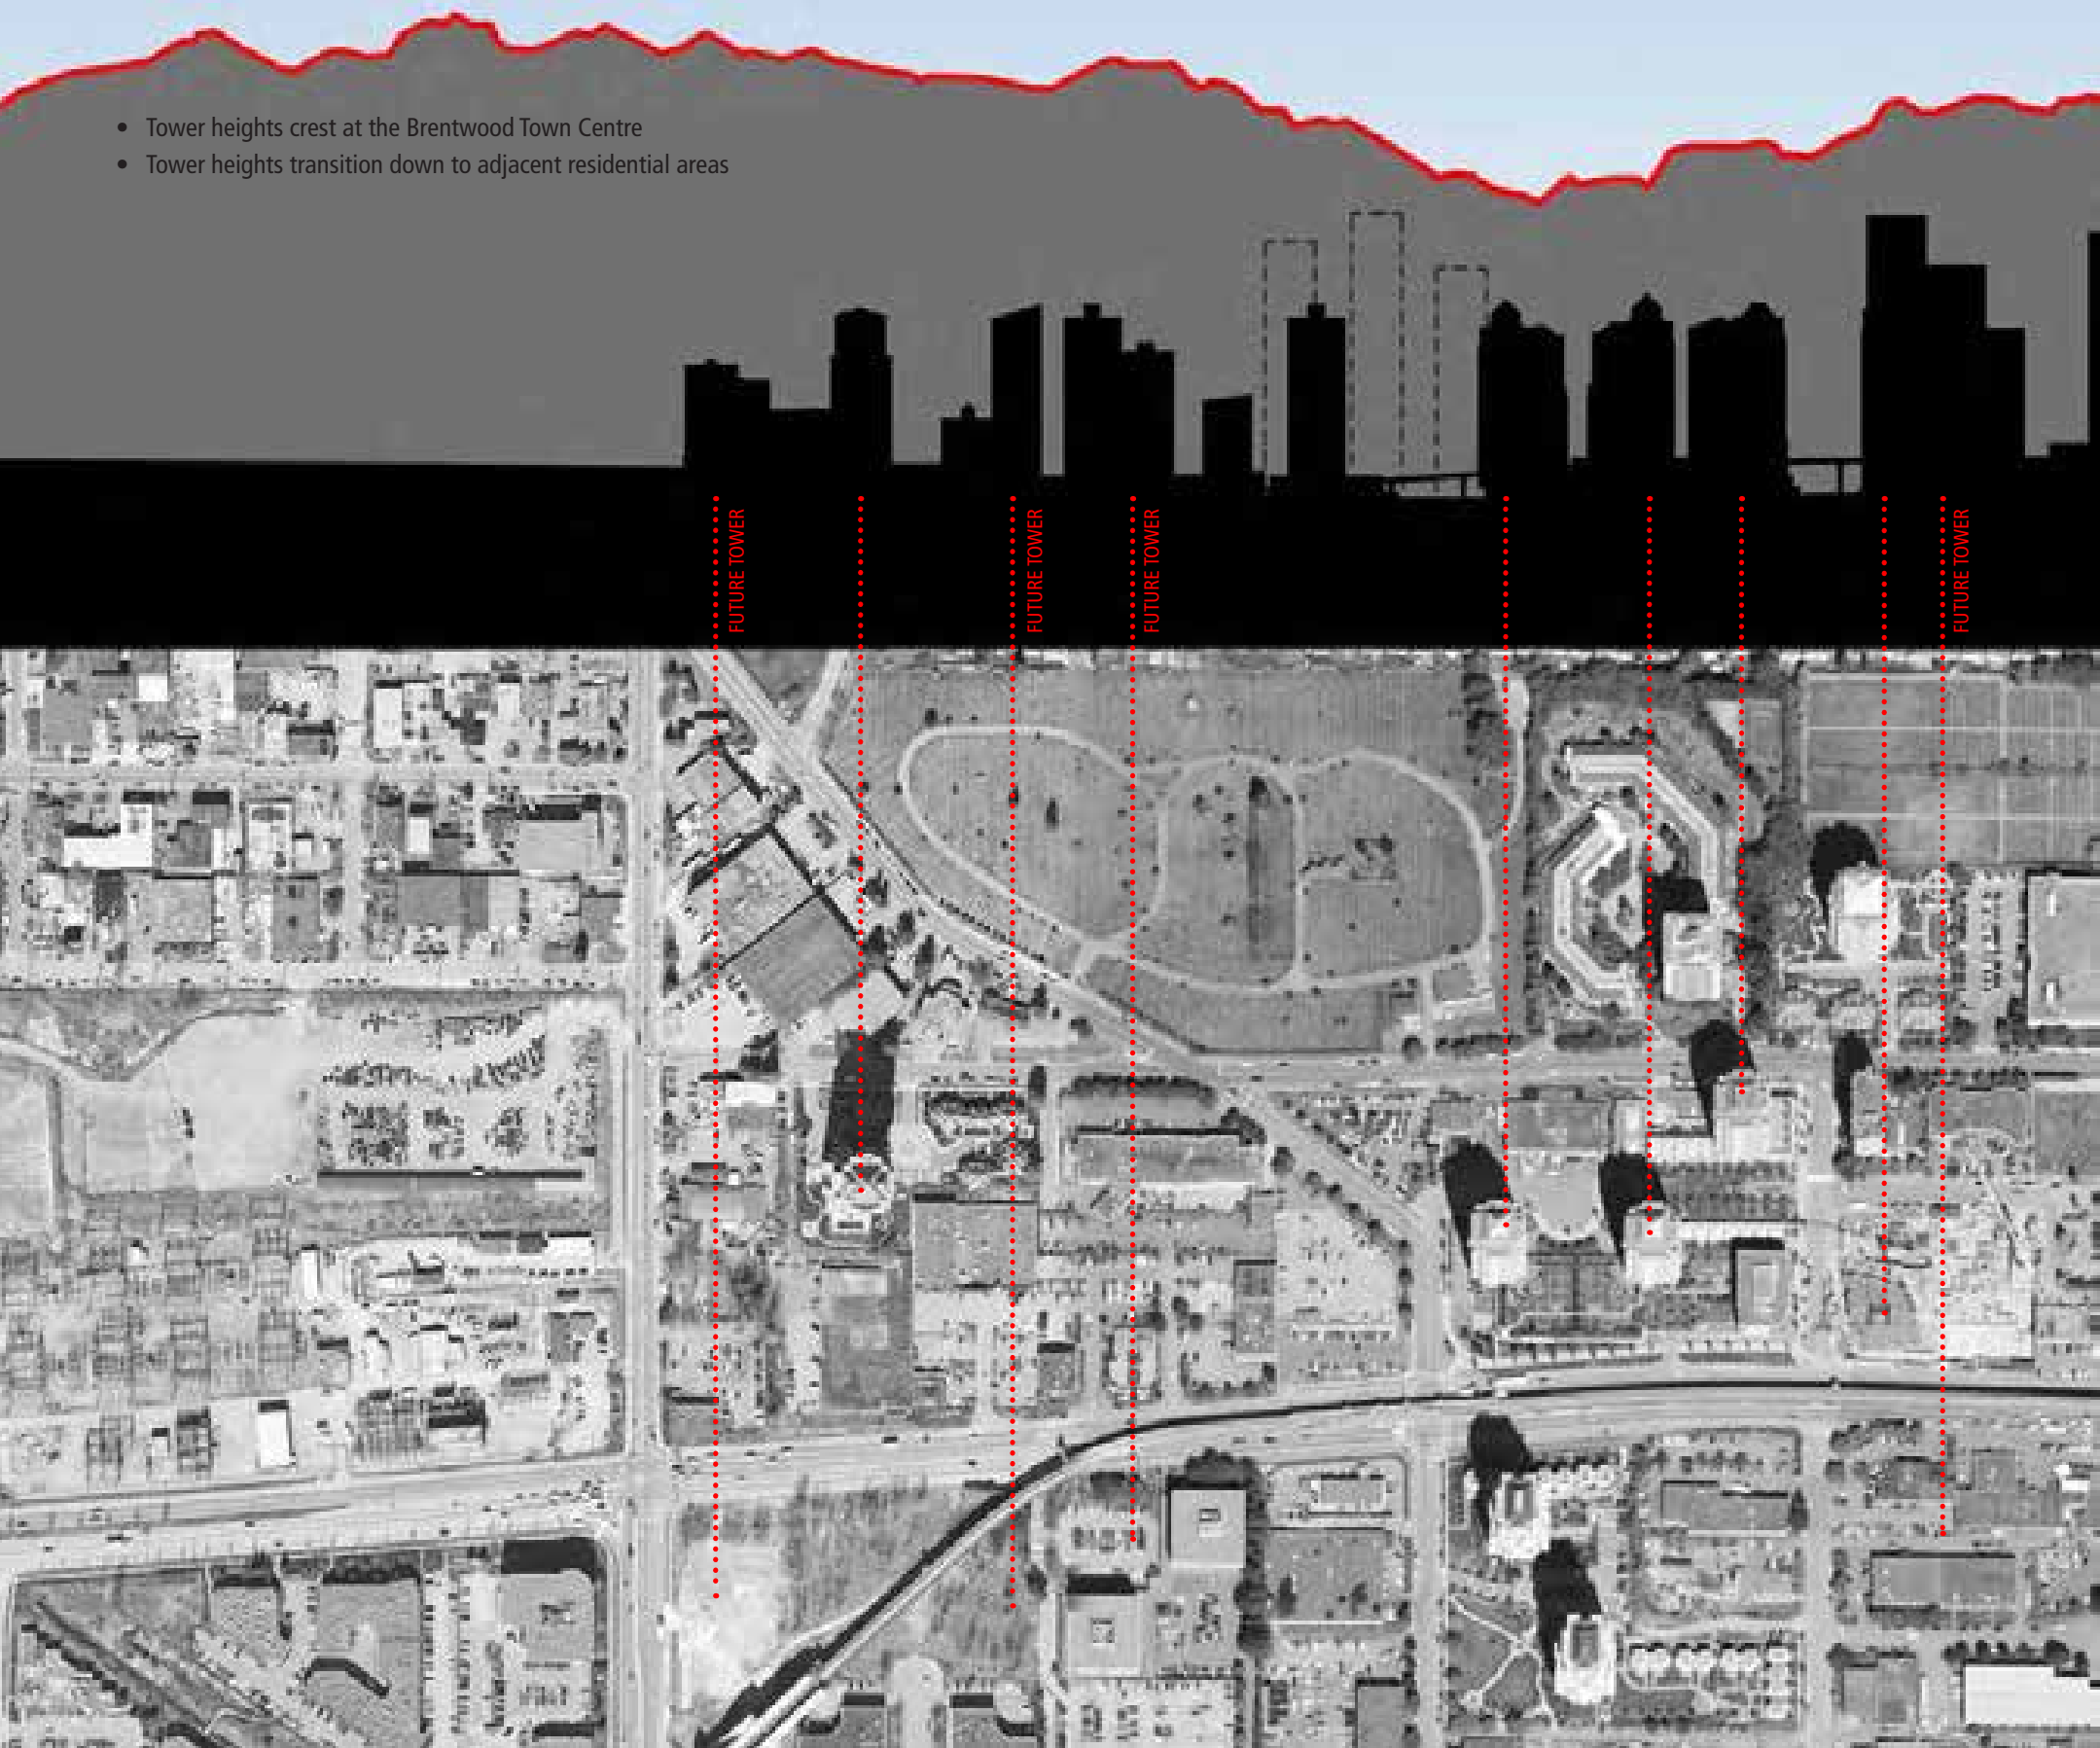 • Tower heights crest at the Brentwood Town Centre
• Tower heights transition down to adjacent residential areas
FUTURE TOWER
FUTURE TOWER
FUTURE TOWER
FUTURE TOWER